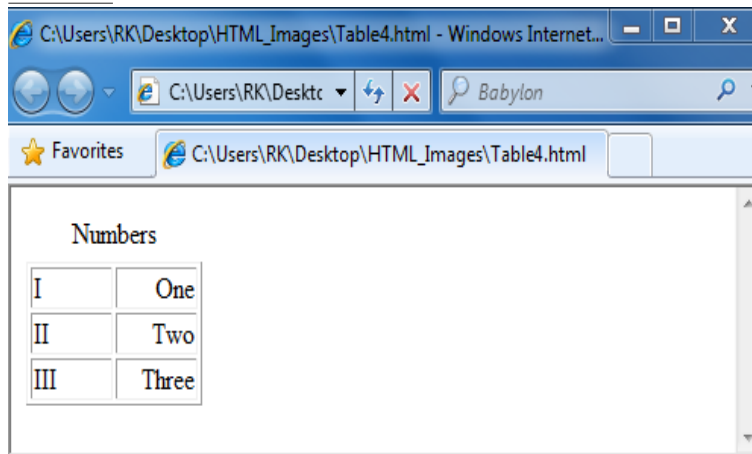 C:\Users\RK\Desktop\HTML_Images\Table4.html - Windows Internet...
C:\Users\RK\Deskto
Babylon
Favorites
C:\Users\RK\Desktop\HTML_Images\Table4.html
Numbers
I One
II Two
III Three